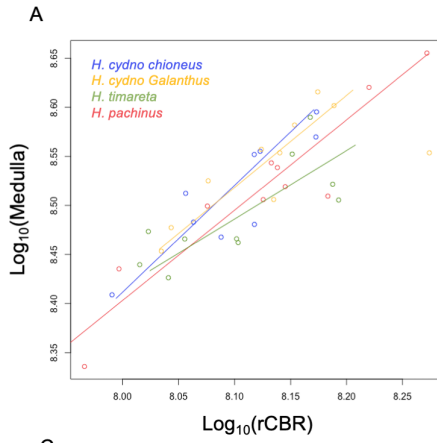 A
H. cydno chioneus
H. cydno Galanthus
H. timareta
H. pachinus
Log10(Medulla)
8.65
8.60
8.55
8.50
8.45
8.40
8.35
8.00 8.05 8.10 8.15 8.20 8.25
Log10(rCBR)